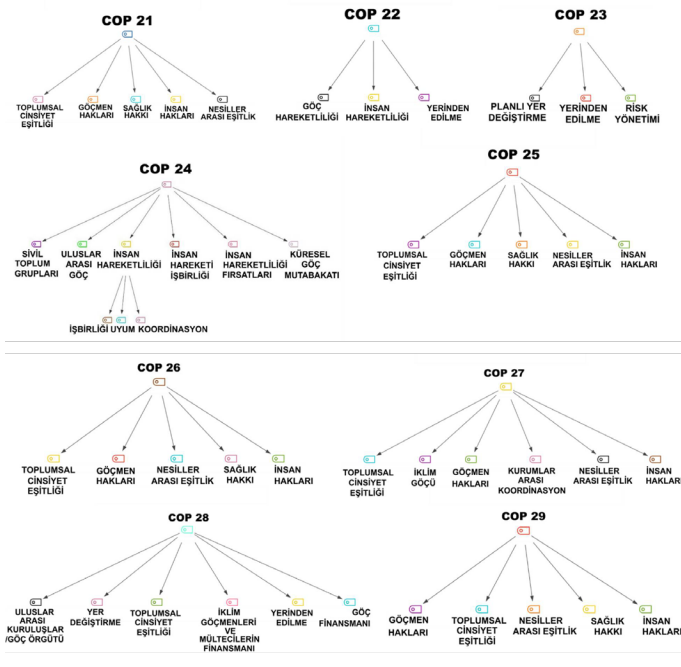 COP 21
TOPLUMSAL
CİNSİYET
EŞİTLİĞİ
GÖÇMEN
HAKLARI
SAĞLIK
HAKKI
İNSAN
HAKLARI
NESİLLER
ARASI EŞİTLİK
COP 22
GÖÇ
HAREKETLİLİĞİ
İNSAN
HAREKETLİLİĞİ
YERİNDEN
EDİLME
COP 23
PLANLI YER
DEĞİŞTİRME
YERİNDEN
EDİLME
RİSK
YÖNETİMİ
COP 24
SİVİL
TOPLUM
GRUPLARI
ULUSLAR
ARASI
GÖÇ
İNSAN
HAREKETLİLİĞİ
İNSAN
HAREKETİ
İŞBİRLİĞİ
İNSAN
HAREKETLİLİĞİ
FIRSATLARI
KÜRESEL
GÖÇ
MUTABAKATI
İŞBİRLİĞİ UYUM KOORDİNASYON
COP 25
TOPLUMSAL
CİNSİYET
EŞİTLİĞİ
GÖÇMEN
HAKLARI
SAĞLIK
HAKKI
NESİLLER
ARASI EŞİTLİK
İNSAN
HAKLARI
COP 26
TOPLUMSAL
CİNSİYET
EŞİTLİĞİ
GÖÇMEN
HAKLARI
NESİLLER
ARASI EŞİTLİK
SAĞLIK
HAKKI
İNSAN
HAKLARI
COP 27
TOPLUMSAL
CİNSİYET
EŞİTLİĞİ
İKLİM
GÖÇÜ
GÖÇMEN
HAKLARI
KURUMLAR
ARASI
KOORDİNASYON
NESİLLER
ARASI EŞİTLİK
İNSAN
HAKLARI
COP 28
ULUSLAR
ARASI
KURULUŞLAR
/GÖÇ ÖRGÜTÜ
YER
DEĞİŞTİRME
TOPLUMSAL
CİNSİYET
EŞİTLİĞİ
İKLİM
GÖÇMENLERİ
VE
MÜLTECİLERİN
FİNANSMANI
YERİNDEN
EDİLME
GÖÇ
FİNANSMANI
COP 29
GÖÇMEN
HAKLARI
TOPLUMSAL
CİNSİYET
EŞİTLİĞİ
NESİLLER
ARASI EŞİTLİK
SAĞLIK
HAKKI
İNSAN
HAKLARI